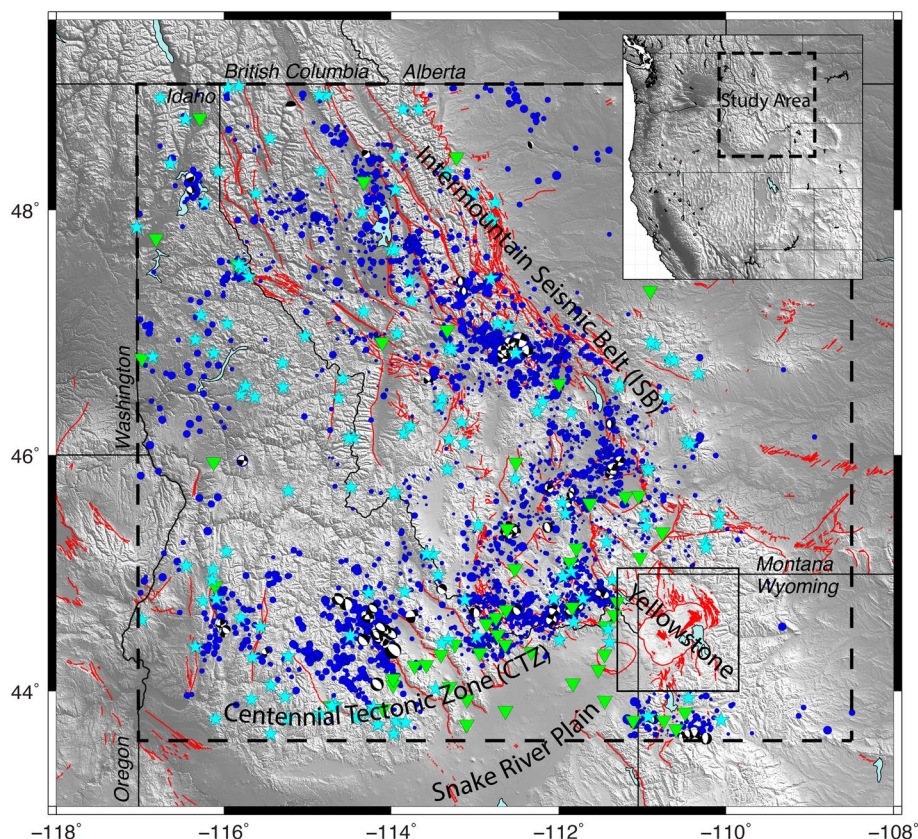 British Columbia
Alberta
Idaho
Study Area
48°
Intermountain Seismic Belt (ISB)
Washington
46°
Montana
Wyoming
Yellowstone
44°
Centennial Tectonic Zone (CTZ)
Snake River Plain
Oregon
−118°
−116°
−114°
−112°
−110°
−108°